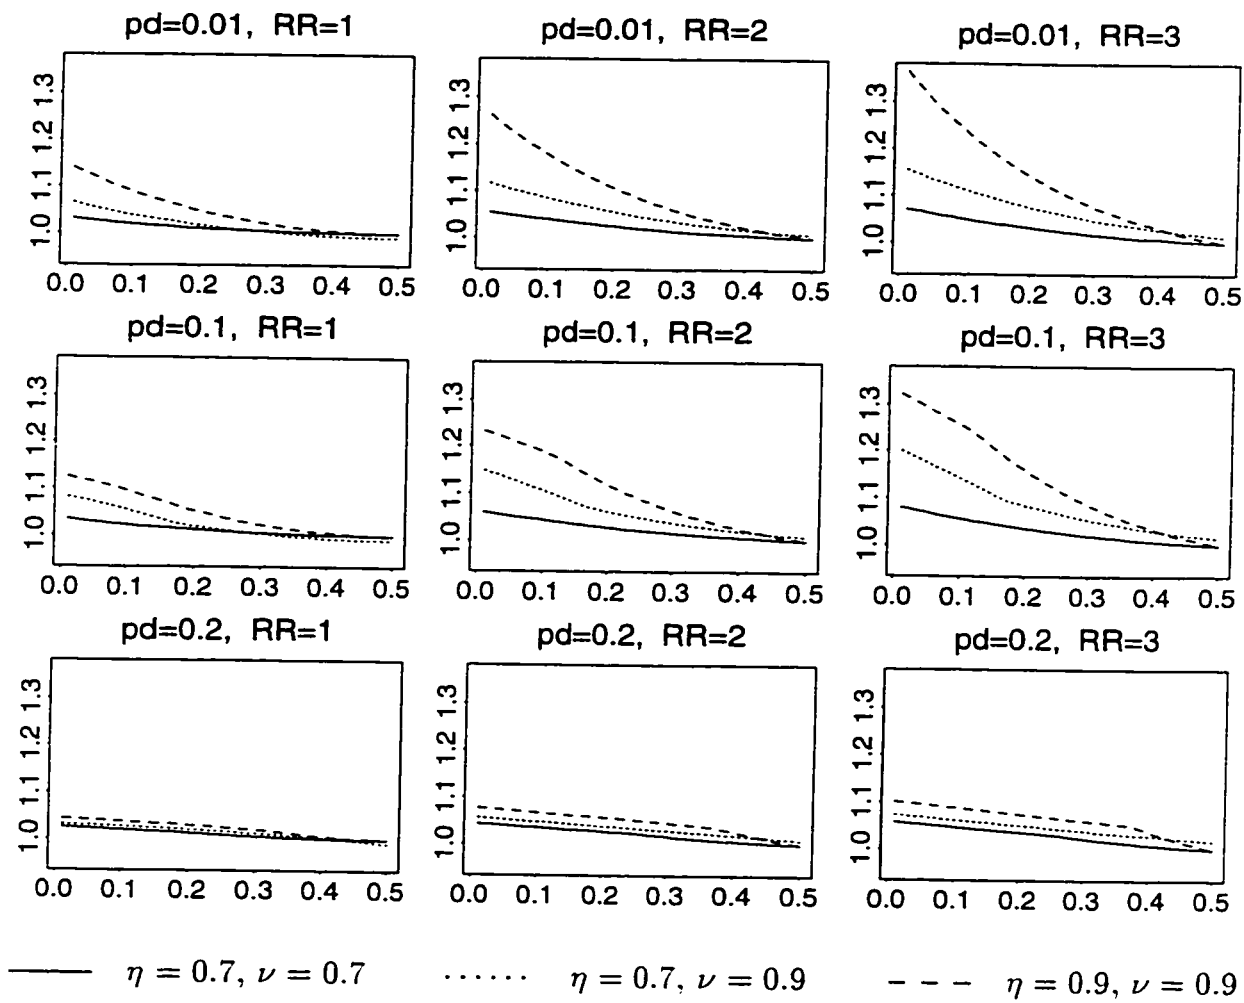 pd=0.01, RR=1
pd=0.01, RR=2
pd=0.01, RR=3
1.0 1.1 1.2 1.3
1.0 1.1 1.2 1.3
1.0 1.1 1.2 1.3
0.0 0.1 0.2 0.3 0.4 0.5
0.0 0.1 0.2 0.3 0.4 0.5
0.0 0.1 0.2 0.3 0.4 0.5
pd=0.1, RR=1
pd=0.1, RR=2
pd=0.1, RR=3
1.0 1.1 1.2 1.3
1.0 1.1 1.2 1.3
1.0 1.1 1.2 1.3
0.0 0.1 0.2 0.3 0.4 0.5
0.0 0.1 0.2 0.3 0.4 0.5
0.0 0.1 0.2 0.3 0.4 0.5
pd=0.2, RR=1
pd=0.2, RR=2
pd=0.2, RR=3
1.0 1.1 1.2 1.3
1.0 1.1 1.2 1.3
1.0 1.1 1.2 1.3
0.0 0.1 0.2 0.3 0.4 0.5
0.0 0.1 0.2 0.3 0.4 0.5
0.0 0.1 0.2 0.3 0.4 0.5
η = 0.7, ν = 0.7
η = 0.7, ν = 0.9
η = 0.9, ν = 0.9